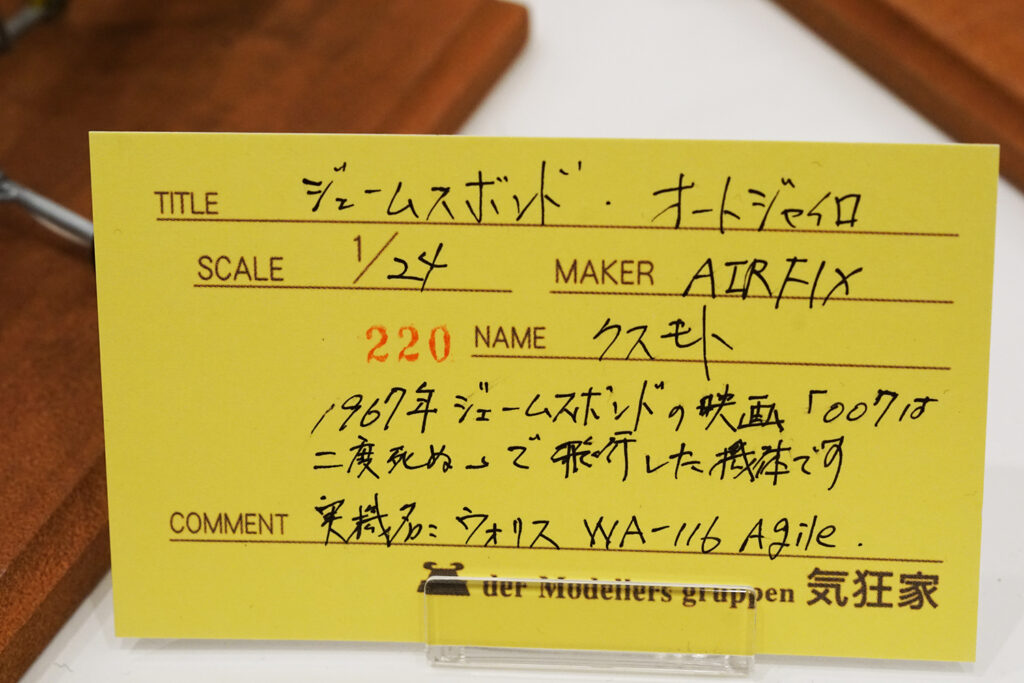 TITLE ジェームスボンド・オートジャイロ
SCALE 1/24 MAKER AIRFIX
220 NAME クスモト
1967年 ジェームスボンドの映画「007は
二度死ぬ」で飛行した機体です
COMMENT 実機名:ウォリス WA-116 Agile.
der Modellers gruppen 気狂家